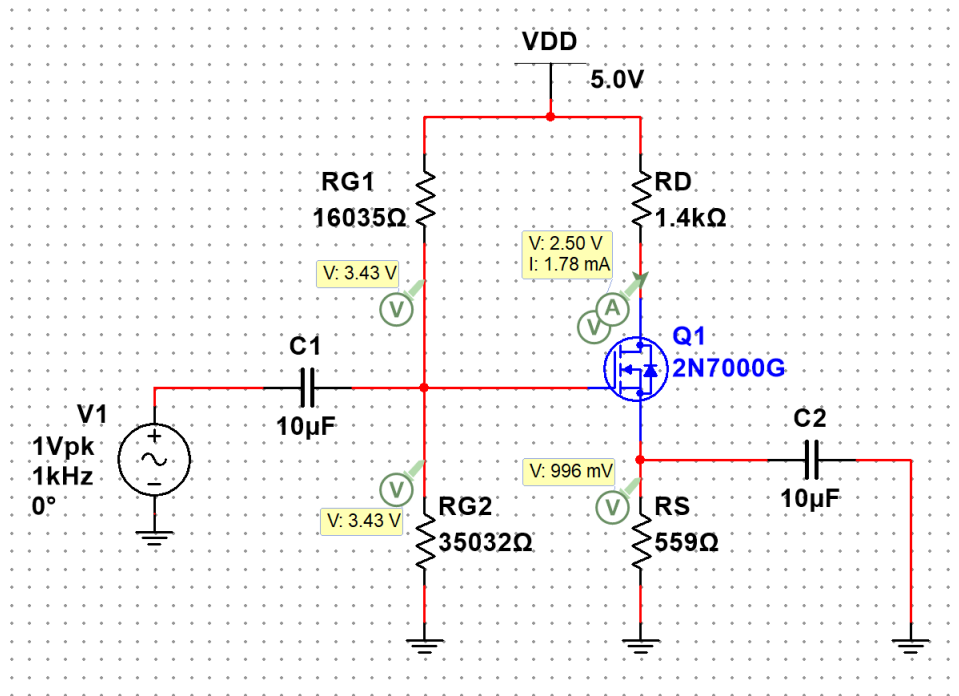 VDD
5.0V
RG1
16035Ω
RD
1.4kΩ
V: 2.50 V
I: 1.78 mA
V: 3.43 V
V
A
V
Q1
2N7000G
C1
10µF
V1
1Vpk
1kHz
0°
C2
10µF
V: 996 mV
V
V
V: 3.43 V
RG2
35032Ω
RS
559Ω